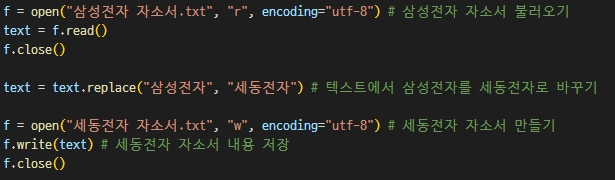 f = open("삼성전자 자소서.txt", "r", encoding="utf-8") # 삼성전자 자소서 불러오기
text = f.read()
f.close()

text = text.replace("삼성전자", "세동전자") # 텍스트에서 삼성전자를 세동전자로 바꾸기

f = open("세동전자 자소서.txt", "w", encoding="utf-8") # 세동전자 자소서 만들기
f.write(text) # 세동전자 자소서 내용 저장
f.close()